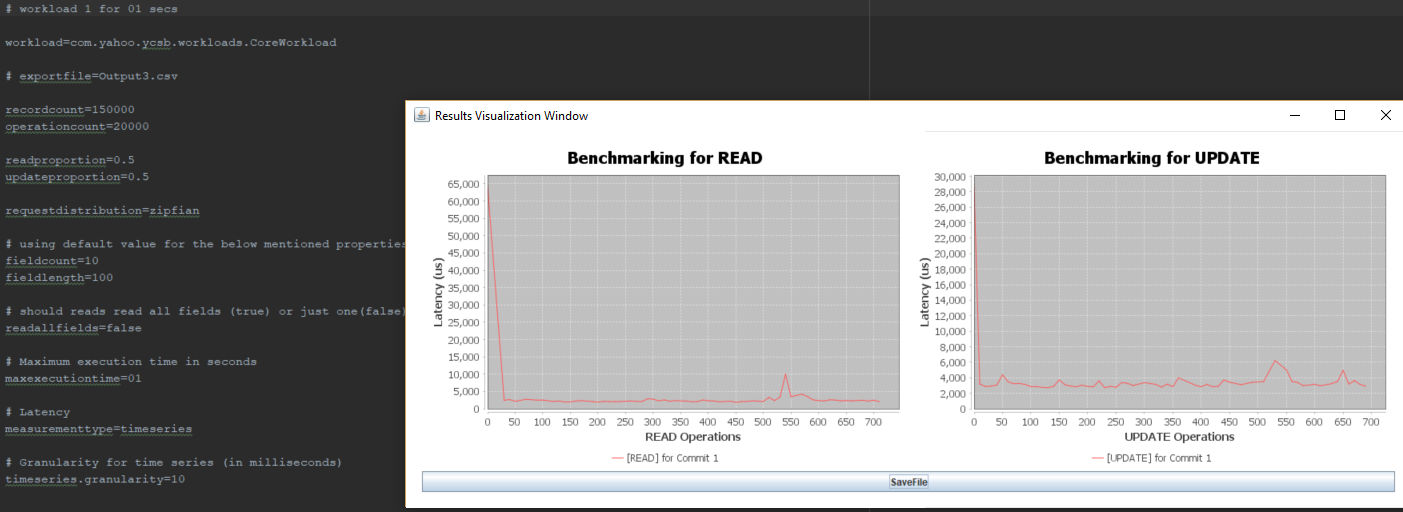 # workload 1 for 01 secs
workload=com.yahoo.ycsb.workloads.CoreWorkload
# exportfile=Output3.csv
recordcount=150000
operationcount=20000
readproportion=0.5
updateproportion=0.5
requestdistribution=zipfian
# using default value for the below mentioned properties
fieldcount=10
fieldlength=100
# should reads read all fields (true) or just one(false)
readallfields=false
# Maximum execution time in seconds
maxexecutiontime=01
# Latency
measurementtype=timeseries
# Granularity for time series (in milliseconds)
timeseries.granularity=10
Results Visualization Window
Benchmarking for READ
65,000
60,000
55,000
50,000
45,000
40,000
35,000
30,000
25,000
20,000
15,000
10,000
5,000
0
Latency (us)
0 50 100 150 200 250 300 350 400 450 500 550 600 650 700
READ Operations
[READ] for Commit 1
Benchmarking for UPDATE
30,000
28,000
26,000
24,000
22,000
20,000
18,000
16,000
14,000
12,000
10,000
8,000
6,000
4,000
2,000
0
Latency (us)
0 50 100 150 200 250 300 350 400 450 500 550 600 650 700
UPDATE Operations
[UPDATE] for Commit 1
SaveFile